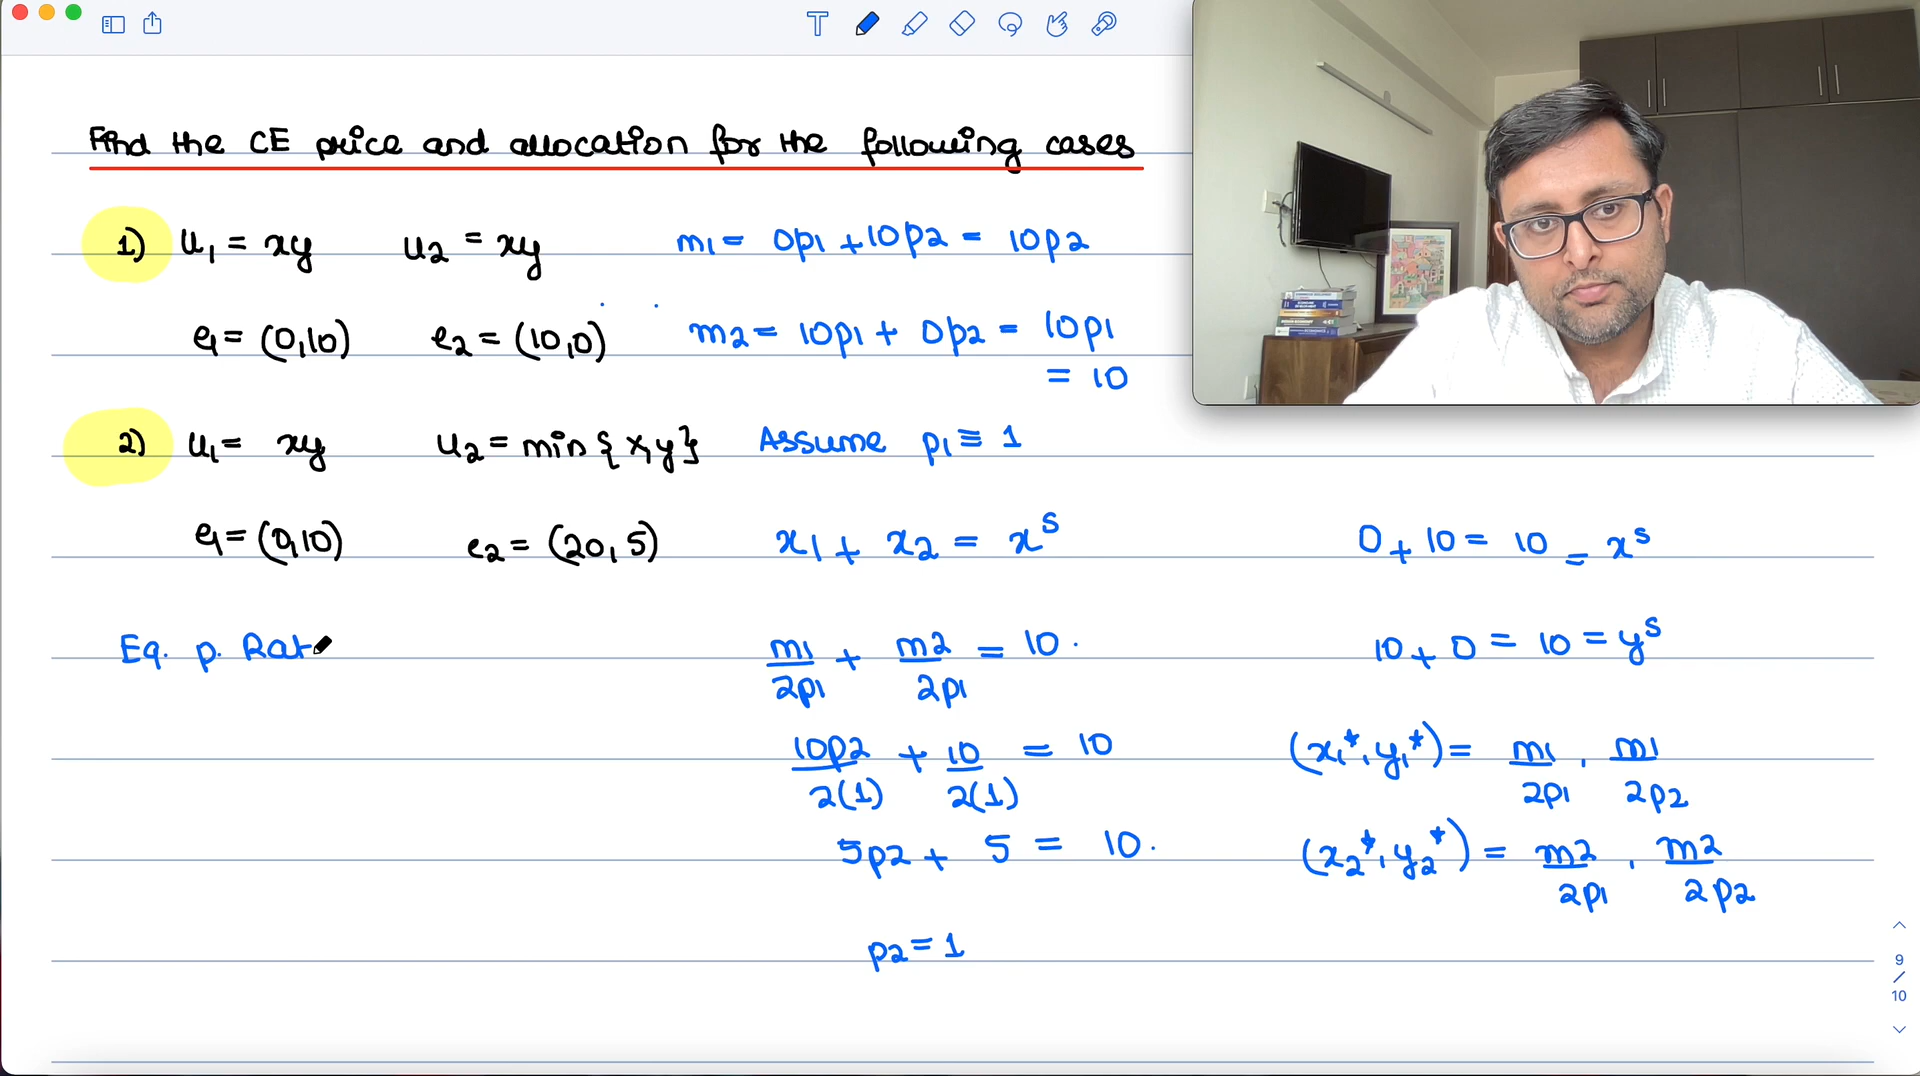 Find the CE price and allocation for the following cases
1) u₁ = xy u₂ = xy m₁ = 0p₁ + 10p₂ = 10p₂
e₁ = (0,10) e₂ = (10,0) m₂ = 10p₁ + 0p₂ = 10p₁
= 10
2) u₁ = xy u₂ = min{x,y} Assume p₁ ≡ 1
e₁ = (0,10) e₂ = (20,5) x₁ + x₂ = xˢ 0 + 10 = 10 = xˢ
Eq. p. Rat m₁/2p₁ + m₂/2p₁ = 10. 10 + 0 = 10 = yˢ
10p₂/2(1) + 10/2(1) = 10 (x₁*, y₁*) = m₁/2p₁, m₁/2p₂
5p₂ + 5 = 10. (x₂*, y₂*) = m₂/2p₁, m₂/2p₂
p₂ = 1
9
/
10